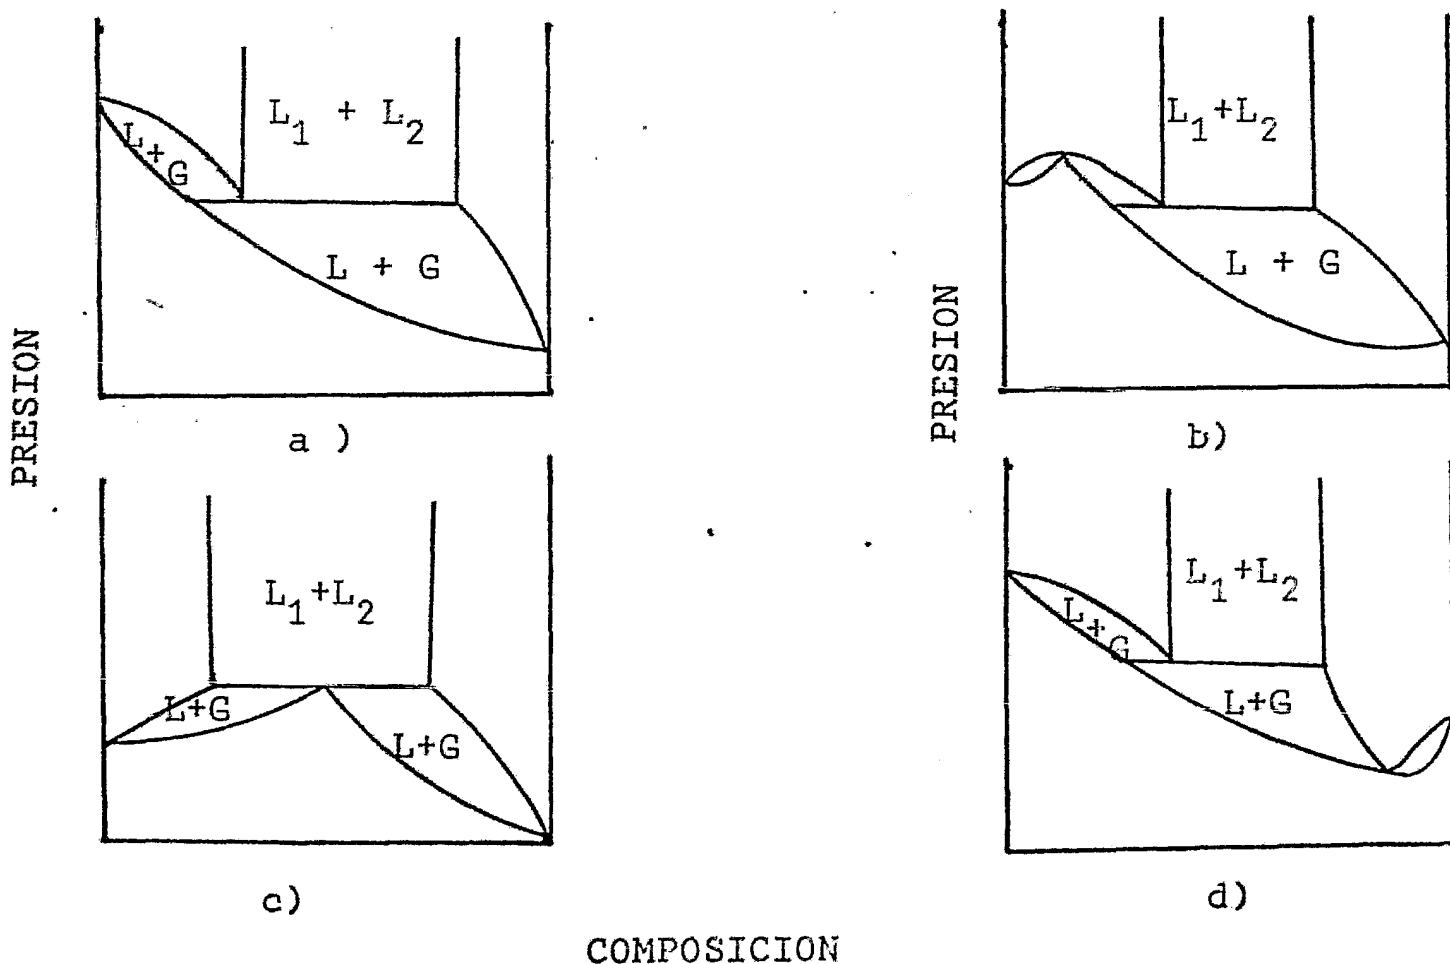 L1 + L2
L
+
G
L + G
PRESION
a )
L1+L2
L + G
PRESION
b)
L1+L2
L+G
L+G
c)
L1+L2
L
+
G
L+G
d)
COMPOSICION